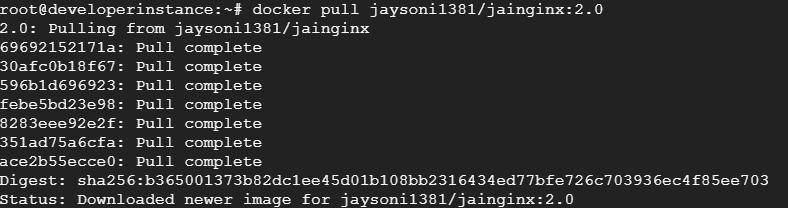 root@developerinstance:~# docker pull jaysoni1381/jainginx:2.0
2.0: Pulling from jaysoni1381/jainginx
69692152171a: Pull complete
30afc0b18f67: Pull complete
596b1d696923: Pull complete
febe5bd23e98: Pull complete
8283eee92e2f: Pull complete
351ad75a6cfa: Pull complete
ace2b55ecce0: Pull complete
Digest: sha256:b365001373b82dc1ee45d01b108bb2316434ed77bfe726c703936ec4f85ee703
Status: Downloaded newer image for jaysoni1381/jainginx:2.0